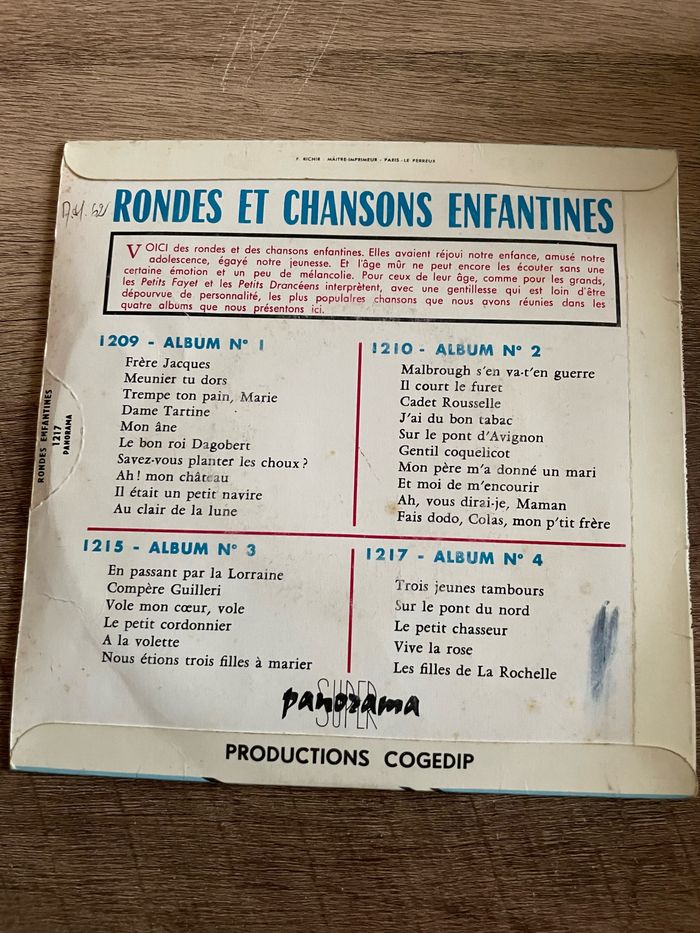 F. RICHIR - MAITRE-IMPRIMEUR - PARIS - LE PERREUX
RONDES ET CHANSONS ENFANTINES
VOICI des rondes et des chansons enfantines. Elles avaient réjoui notre enfance, amusé notre
adolescence, égayé notre jeunesse. Et l'âge mûr ne peut encore les écouter sans une
certaine émotion et un peu de mélancolie. Pour ceux de leur âge, comme pour les grands,
les Petits Fayet et les Petits Drancéens interprètent, avec une gentillesse qui est loin d'être
dépourvue de personnalité, les plus populaires chansons que nous avons réunies dans les
quatre albums que nous présentons ici.
1209 - ALBUM N° 1
Frère Jacques
Meunier tu dors
Trempe ton pain, Marie
Dame Tartine
Mon âne
Le bon roi Dagobert
Savez-vous planter les choux ?
Ah ! mon château
Il était un petit navire
Au clair de la lune
1210 - ALBUM N° 2
Malbrough s'en va-t'en guerre
Il court le furet
Cadet Rousselle
J'ai du bon tabac
Sur le pont d'Avignon
Gentil coquelicot
Mon père m'a donné un mari
Et moi de m'encourir
Ah, vous dirai-je, Maman
Fais dodo, Colas, mon p'tit frère
1215 - ALBUM N° 3
En passant par la Lorraine
Compère Guilleri
Vole mon cœur, vole
Le petit cordonnier
A la volette
Nous étions trois filles à marier
1217 - ALBUM N° 4
Trois jeunes tambours
Sur le pont du nord
Le petit chasseur
Vive la rose
Les filles de La Rochelle
RONDES ENFANTINES
1217
PANORAMA
panorama
SUPER
PRODUCTIONS COGEDIP